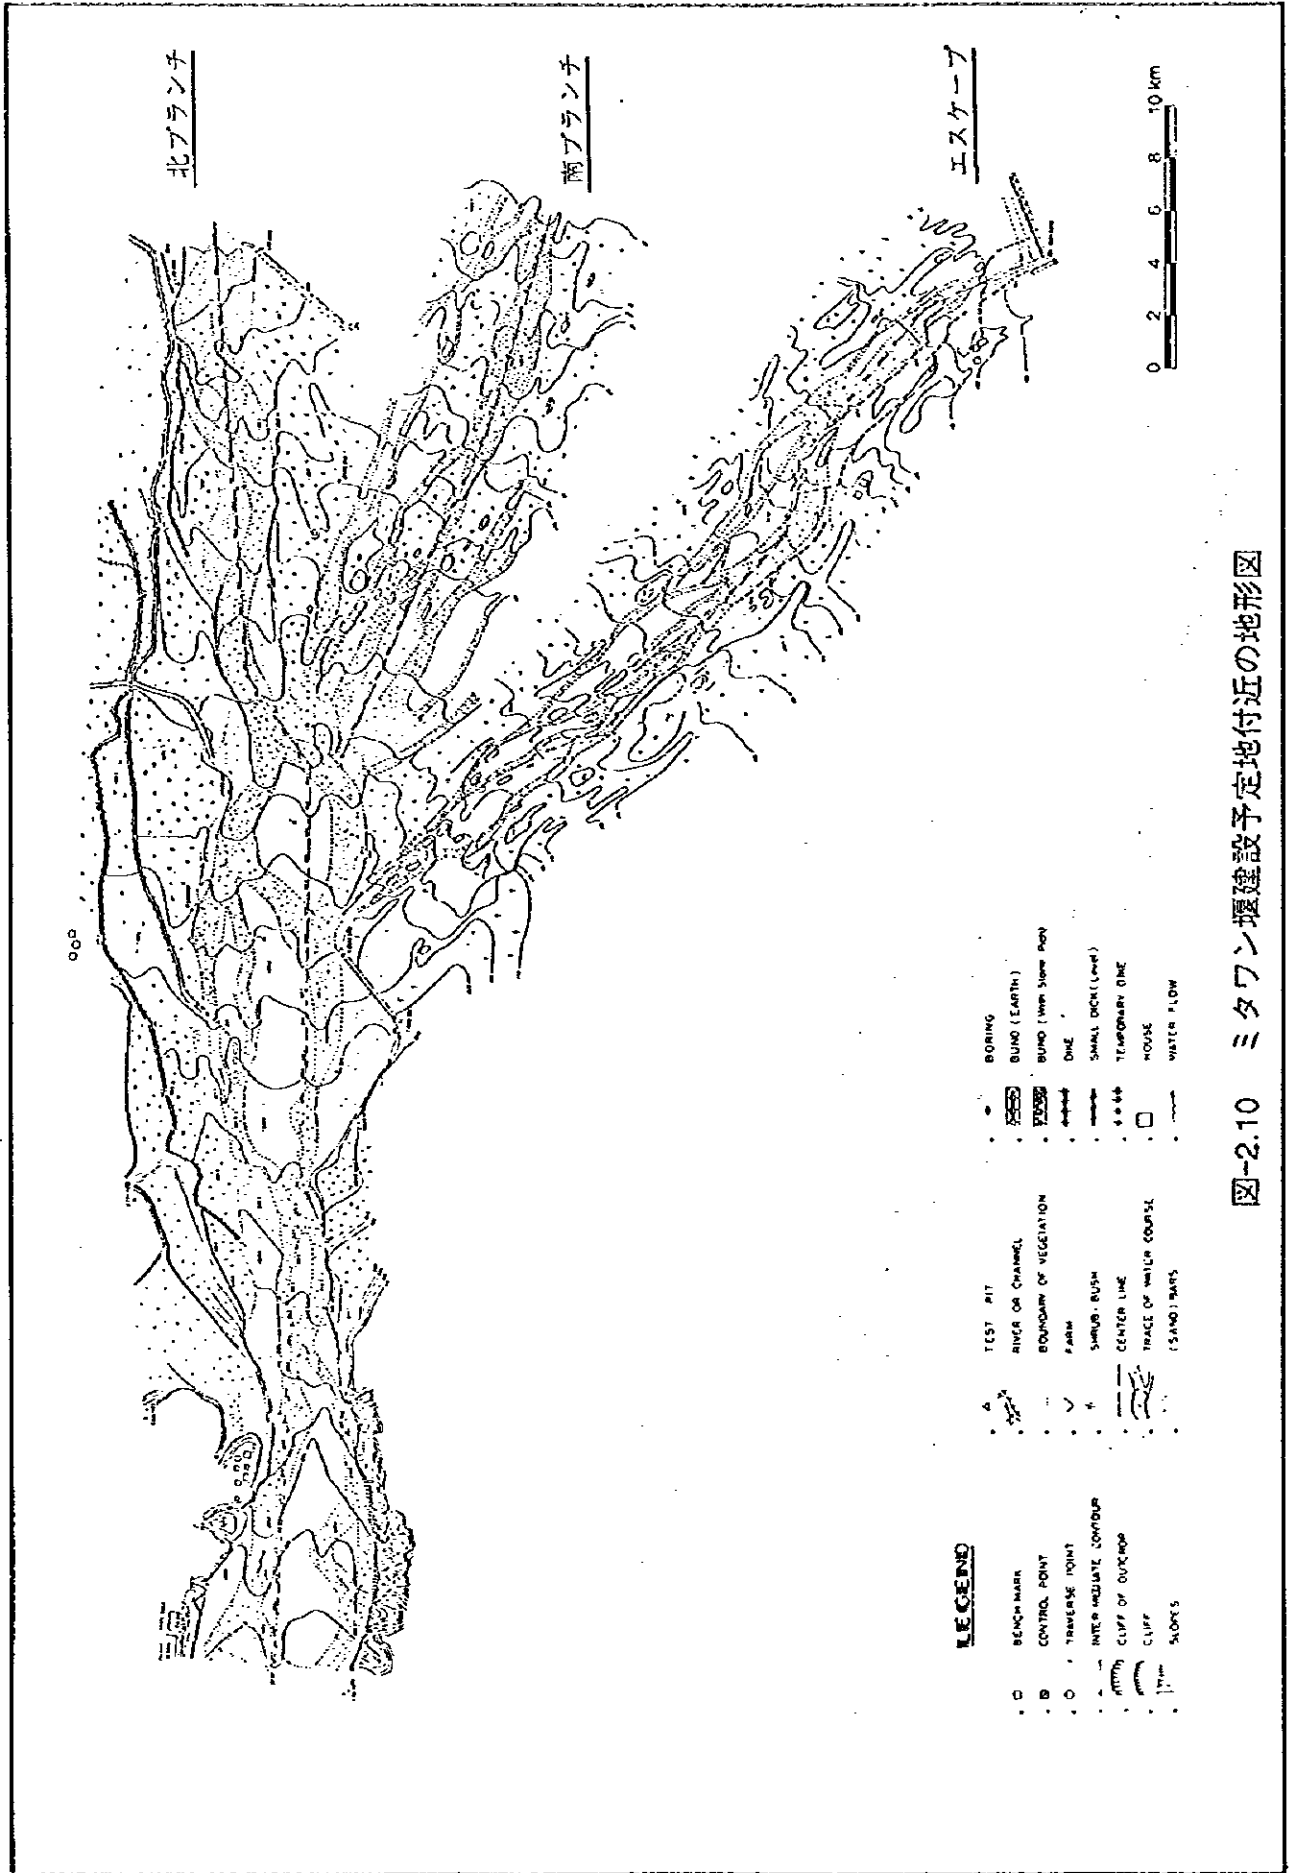 北ブランチ
南ブランチ
エスケープ
0 2 4 6 8 10 km
LEGEND
BENCH MARK
CONTROL POINT
TRAVERSE POINT
INTERMEDIATE CONTOUR
CLIFF OF OUTCROP
CLIFF
SLOPES
TEST PIT
RIVER OR CHANNEL
BOUNDARY OF VEGETATION
FARM
SHRUB. BUSH
CENTER LINE
TRACE OF WATER COURSE
(SAND) BARS
BORING
BUND (EARTH)
BUND (With Stone
DIKE
SMALL DICK (
TEMPORARY DIKE
HOUSE
WATER FLOW
図-2.10 ミタワン堰建設予定地付近の地形図